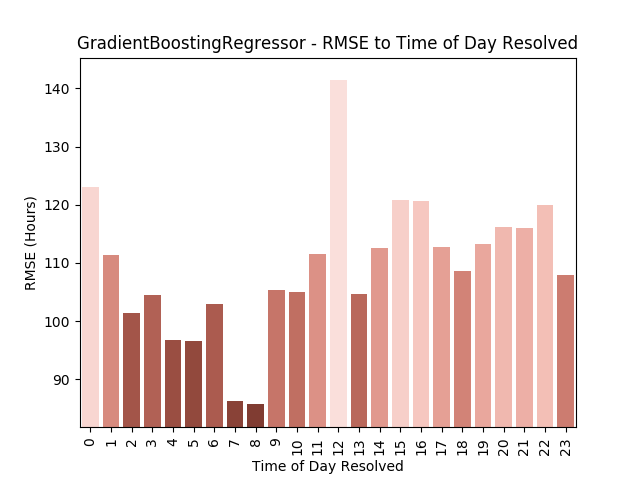 GradientBoostingRegressor - RMSE to Time of Day Resolved
140
130
120
110
100
90
RMSE (Hours)
0 1 2 3 4 5 6 7 8 9 10 11 12 13 14 15 16 17 18 19 20 21 22 23
Time of Day Resolved